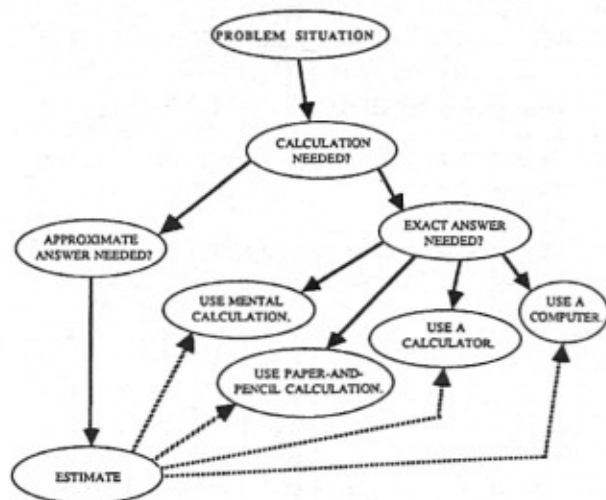 PROBLEM SITUATION
CALCULATION
NEEDED?
APPROXIMATE
ANSWER NEEDED?
EXACT ANSWER
NEEDED?
USE MENTAL
CALCULATION.
USE A
COMPUTER.
USE A
CALCULATOR.
USE PAPER-AND-
PENCIL CALCULATION.
ESTIMATE